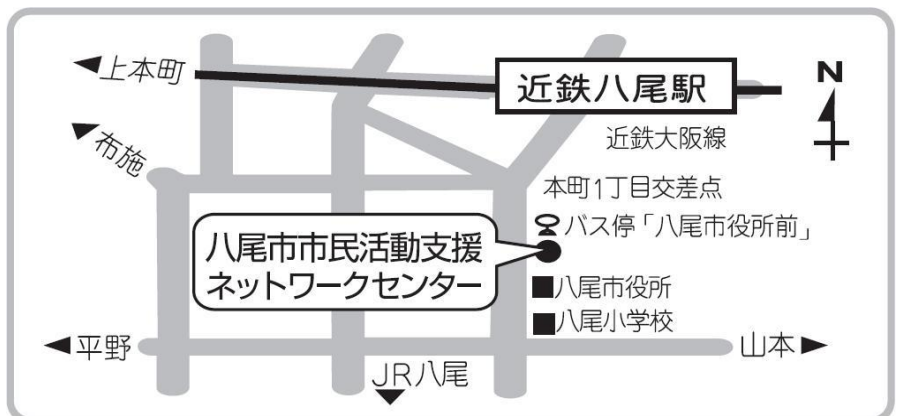 ◀上本町
近鉄八尾駅
N
近鉄大阪線
布施
本町1丁目交差点
バス停「八尾市役所前」
八尾市市民活動支援
ネットワークセンター
■八尾市役所
■八尾小学校
◀平野
山本▶
JR八尾
▼